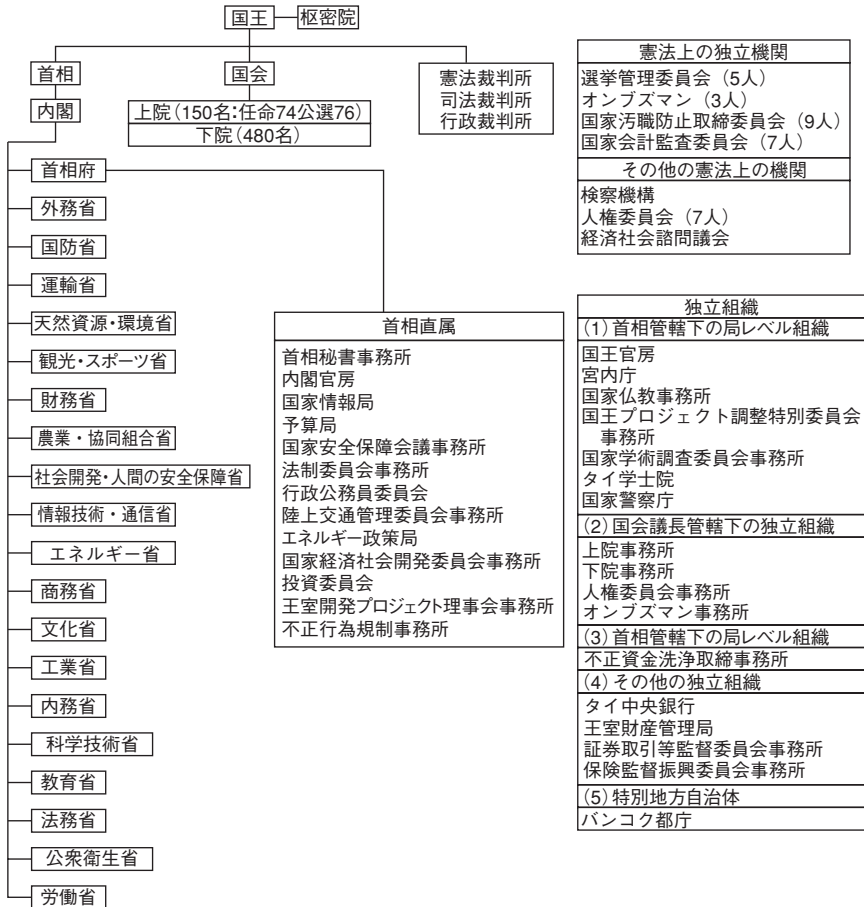 国王
枢密院
首相
国会
内閣
上院(150名:任命74公選76)
下院(480名)
憲法裁判所
司法裁判所
行政裁判所
首相府
外務省
国防省
運輸省
天然資源・環境省
観光・スポーツ省
財務省
農業・協同組合省
社会開発・人間の安全保障省
情報技術・通信省
エネルギー省
商務省
文化省
工業省
内務省
科学技術省
教育省
法務省
公衆衛生省
労働省
首相直属
首相秘書事務所
内閣官房
国家情報局
予算局
国家安全保障会議事務所
法制委員会事務所
行政公務員委員会
陸上交通管理委員会事務所
エネルギー政策局
国家経済社会開発委員会事務所
投資委員会
王室開発プロジェクト理事会事務所
不正行為規制事務所
憲法上の独立機関
選挙管理委員会(5人)
オンブズマン(3人)
国家汚職防止取締委員会(9人)
国家会計監査委員会(7人)
その他の憲法上の機関
検察機構
人権委員会(7人)
経済社会諮問議会
独立組織
(1)首相管轄下の局レベル組織
国王官房
宮内庁
国家仏教事務所
国王プロジェクト調整特別委員会
事務所
国家学術調査委員会事務所
タイ学士院
国家警察庁
(2)国会議長管轄下の独立組織
上院事務所
下院事務所
人権委員会事務所
オンブズマン事務所
(3)首相管轄下の局レベル組織
不正資金洗浄取締事務所
(4)その他の独立組織
タイ中央銀行
王室財産管理局
証券取引等監督委員会事務所
保険監督振興委員会事務所
(5)特別地方自治体
バンコク都庁